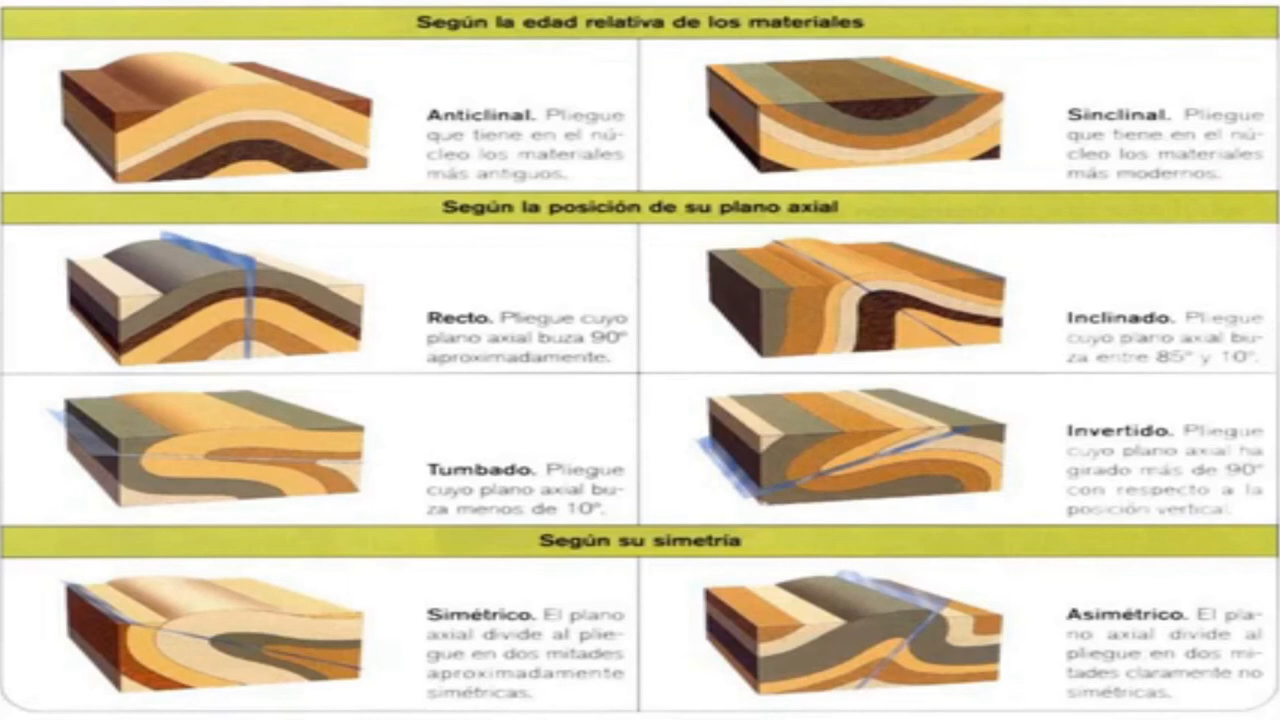 Según la edad relativa de los materiales
Anticlinal. Pliegue
que tiene en el nú-
cleo los materiales
más antiguos.
Sinclinal. Pliegue
que tiene en el nú-
cleo los materiales
más modernos.
Según la posición de su plano axial
Recto. Pliegue cuyo
plano axial buza 90°
aproximadamente.
Inclinado. Pliegue
cuyo plano axial bu-
za entre 85° y 10°.
Tumbado. Pliegue
cuyo plano axial bu-
za menos de 10°.
Invertido. Pliegue
cuyo plano axial ha
girado más de 90°
con respecto a la
posición vertical.
Según su simetría
Simétrico. El plano
axial divide al plie-
gue en dos mitades
aproximadamente
simétricas.
Asimétrico. El pla-
no axial divide al
pliegue en dos mi-
tades claramente no
simétricas.